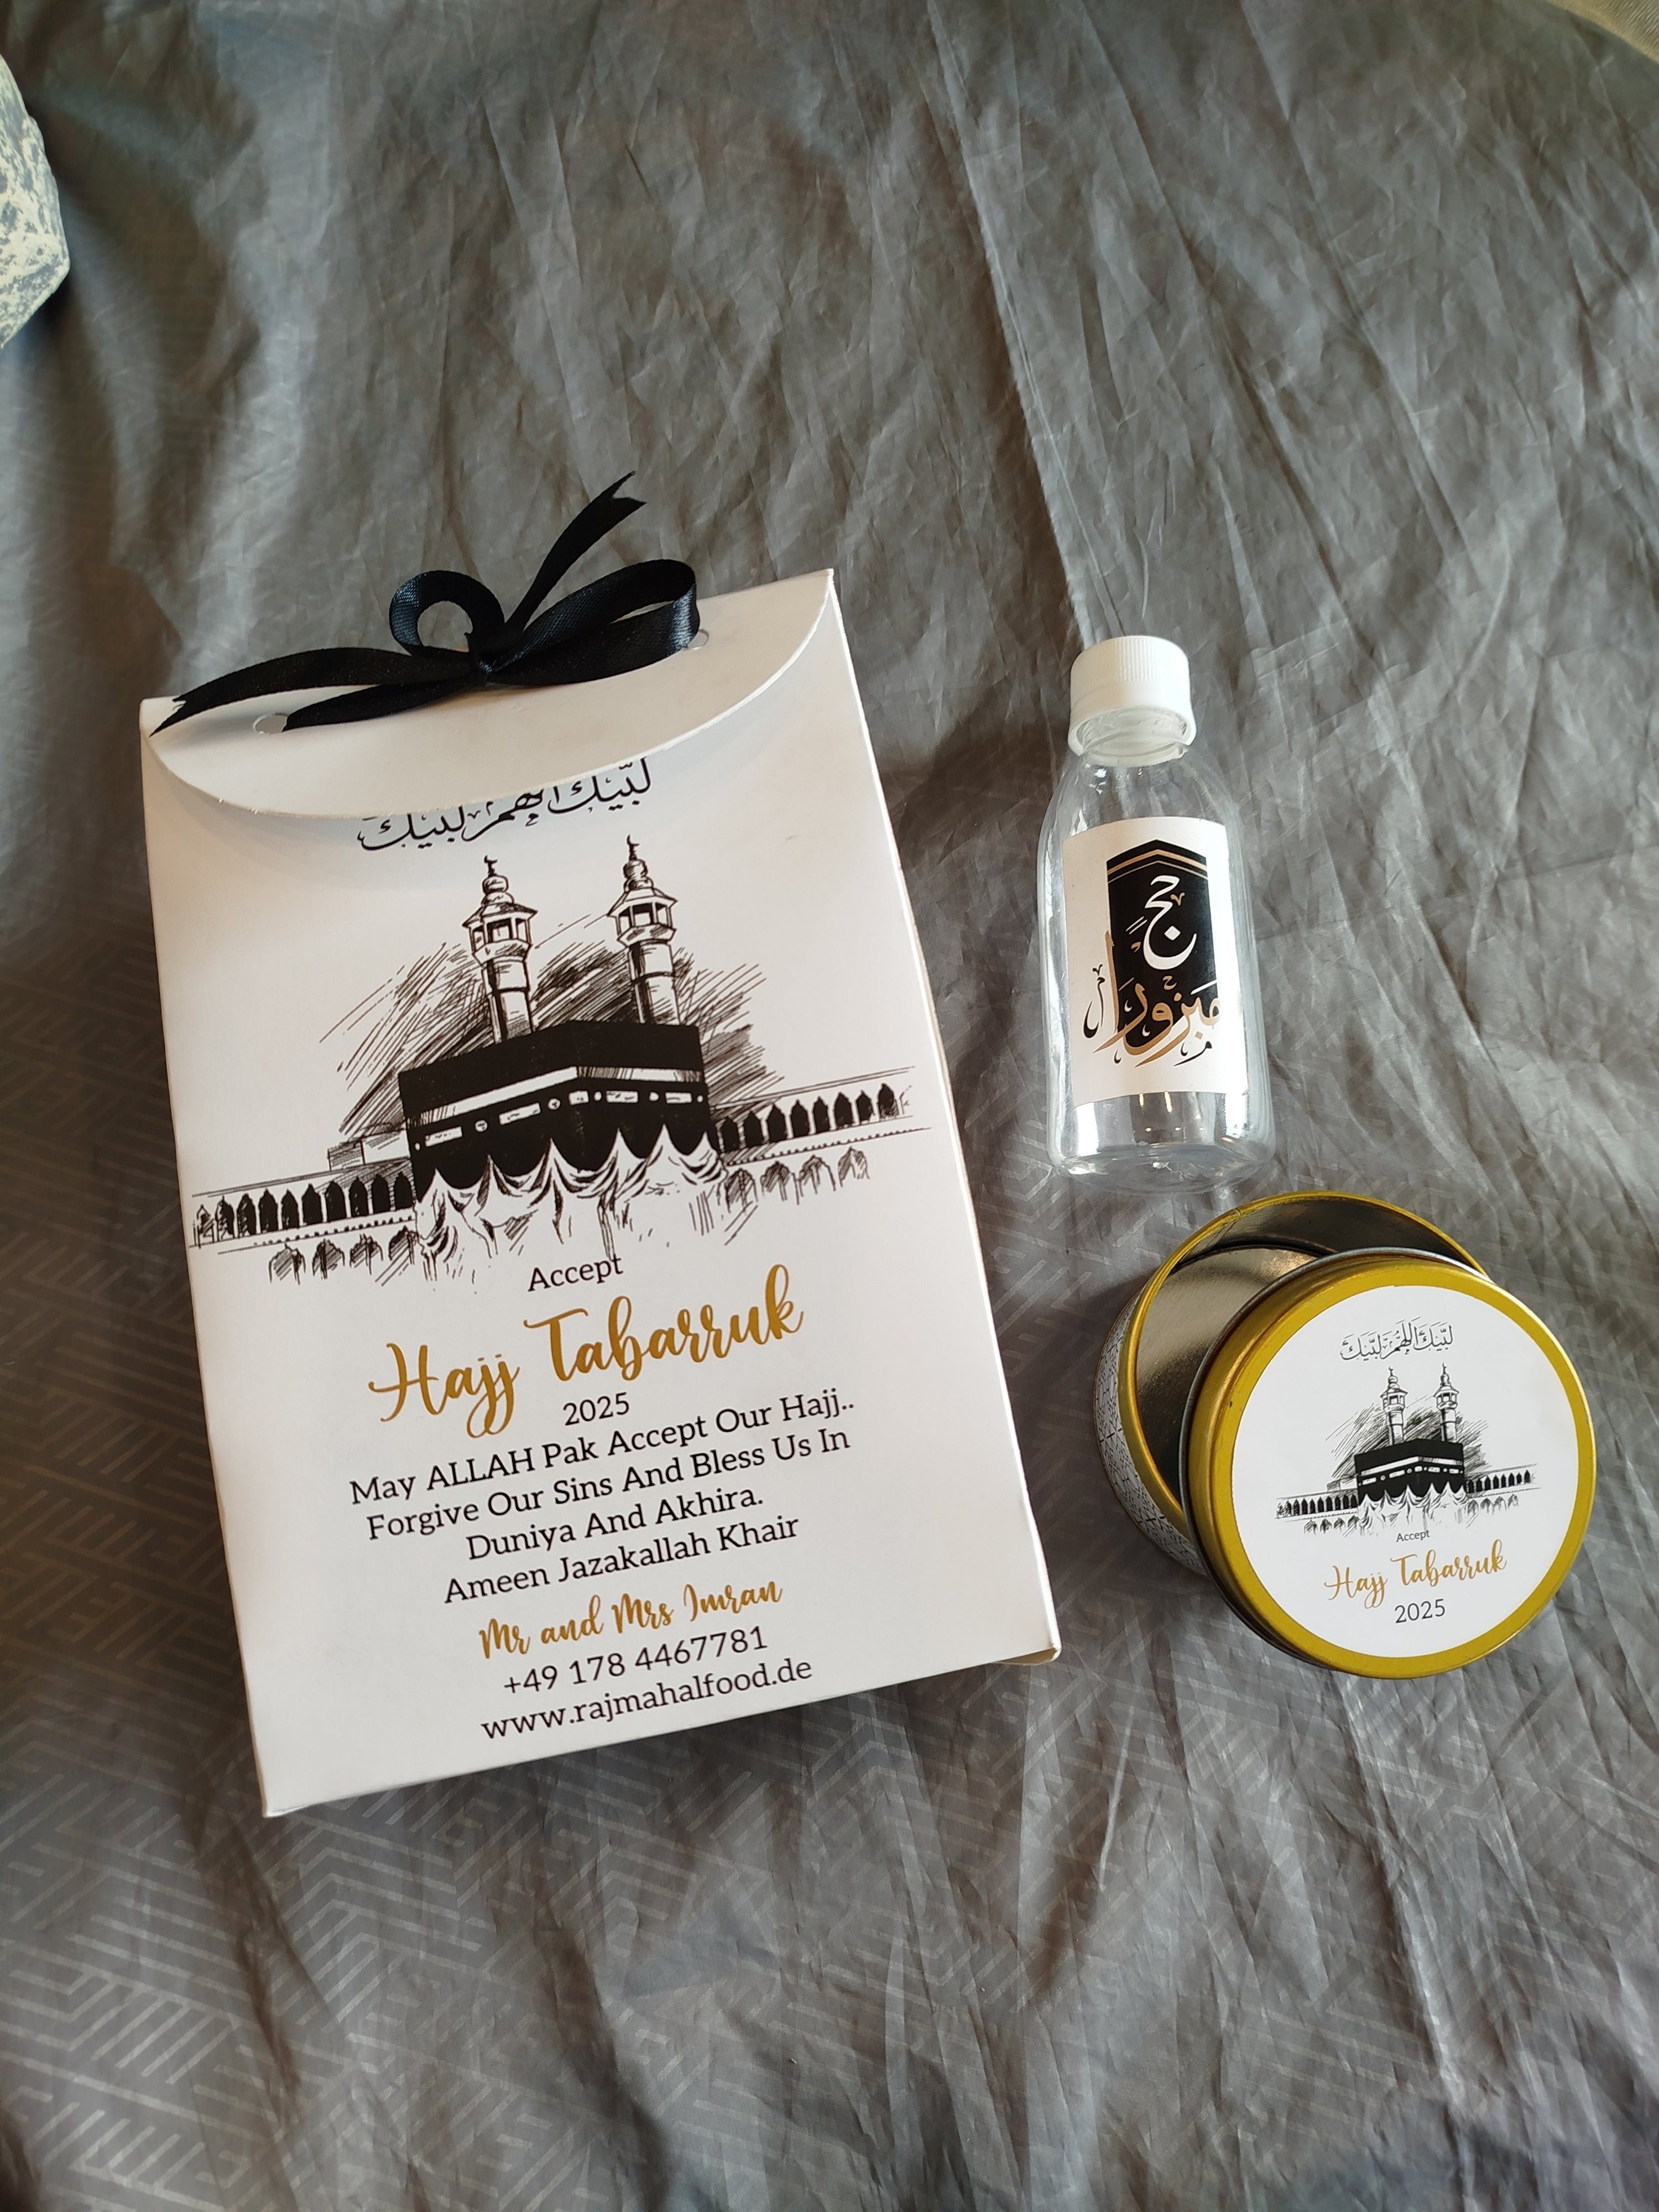 لبيك اللهم لبيك
Accept
Hajj Tabarruk
2025
May ALLAH Pak Accept Our Hajj..
Forgive Our Sins And Bless Us In
Duniya And Akhira.
Ameen Jazakallah Khair
Mr and Mrs Imran
+49 178 4467781
www.rajmahalfood.de
حج
مبرورا
لبيك اللهم لبيك
Accept
Hajj Tabarruk
2025